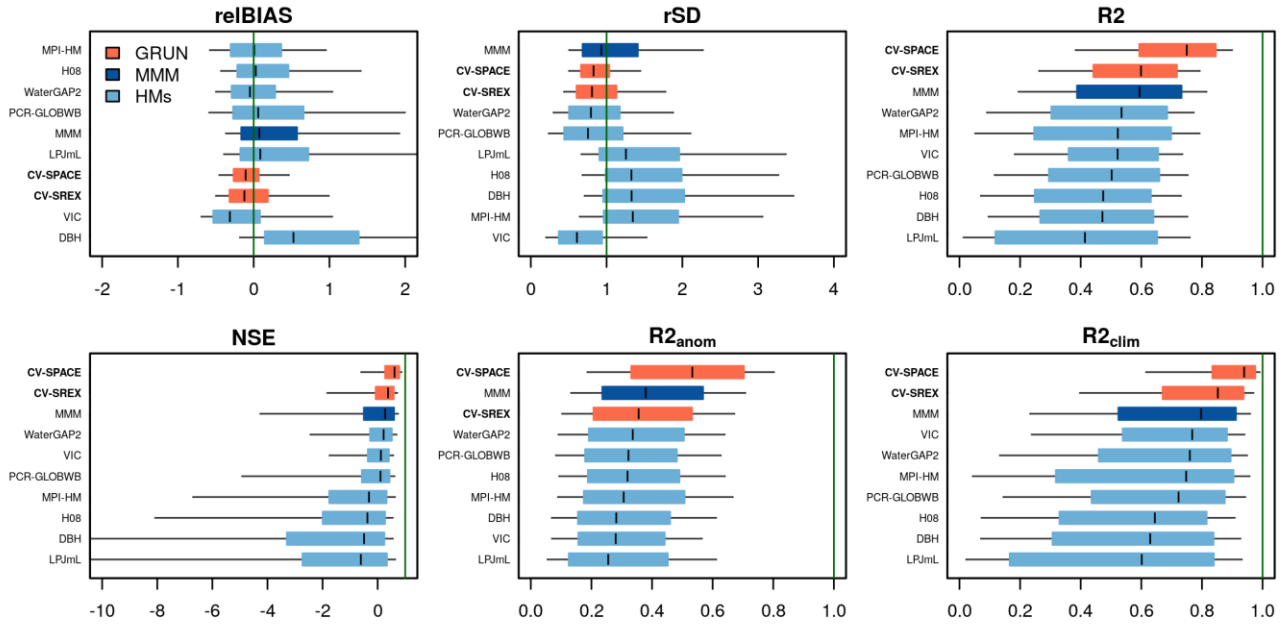 relBIAS
MPI-HM
H08
WaterGAP2
PCR-GLOBWB
MMM
LPJmL
CV-SPACE
CV-SREX
VIC
DBH
GRUN
MMM
HMs
-2 -1 0 1 2
rSD
MMM
CV-SPACE
CV-SREX
WaterGAP2
PCR-GLOBWB
LPJmL
H08
DBH
MPI-HM
VIC
0 1 2 3 4
R2
CV-SPACE
CV-SREX
MMM
WaterGAP2
MPI-HM
VIC
PCR-GLOBWB
H08
DBH
LPJmL
0.0 0.2 0.4 0.6 0.8 1.0
NSE
CV-SPACE
CV-SREX
MMM
WaterGAP2
VIC
PCR-GLOBWB
MPI-HM
H08
DBH
LPJmL
-10 -8 -6 -4 -2 0
R2anom
CV-SPACE
MMM
CV-SREX
WaterGAP2
PCR-GLOBWB
H08
MPI-HM
DBH
VIC
LPJmL
0.0 0.2 0.4 0.6 0.8 1.0
R2clim
CV-SPACE
CV-SREX
MMM
VIC
WaterGAP2
MPI-HM
PCR-GLOBWB
H08
DBH
LPJmL
0.0 0.2 0.4 0.6 0.8 1.0